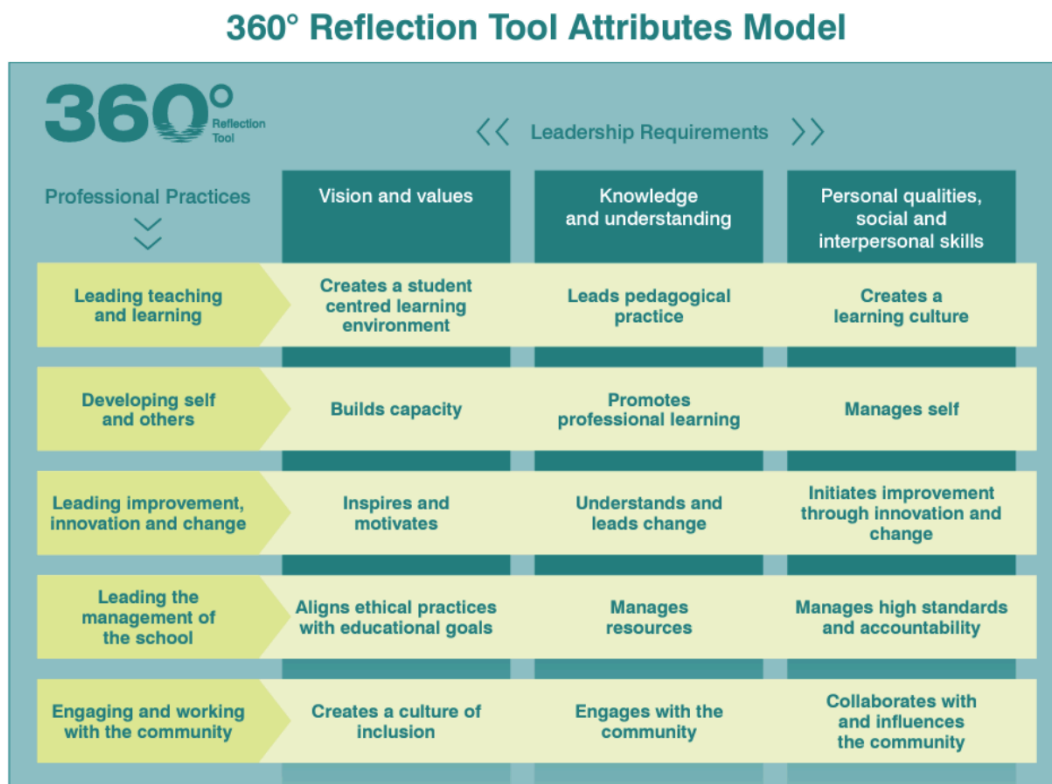 360° Reflection Tool Attributes Model
360°
Reflection
Tool
Leadership Requirements
Professional Practices
Vision and values
Knowledge
and understanding
Personal qualities,
social and
interpersonal skills
Leading teaching
and learning
Creates a student
centred learning
environment
Leads pedagogical
practice
Creates a
learning culture
Developing self
and others
Builds capacity
Promotes
professional learning
Manages self
Leading improvement,
innovation and change
Inspires and
motivates
Understands and
leads change
Initiates improvement
through innovation and
change
Leading the
management of
the school
Aligns ethical practices
with educational goals
Manages
resources
Manages high standards
and accountability
Engaging and working
with the community
Creates a culture of
inclusion
Engages with the
community
Collaborates with
and influences
the community